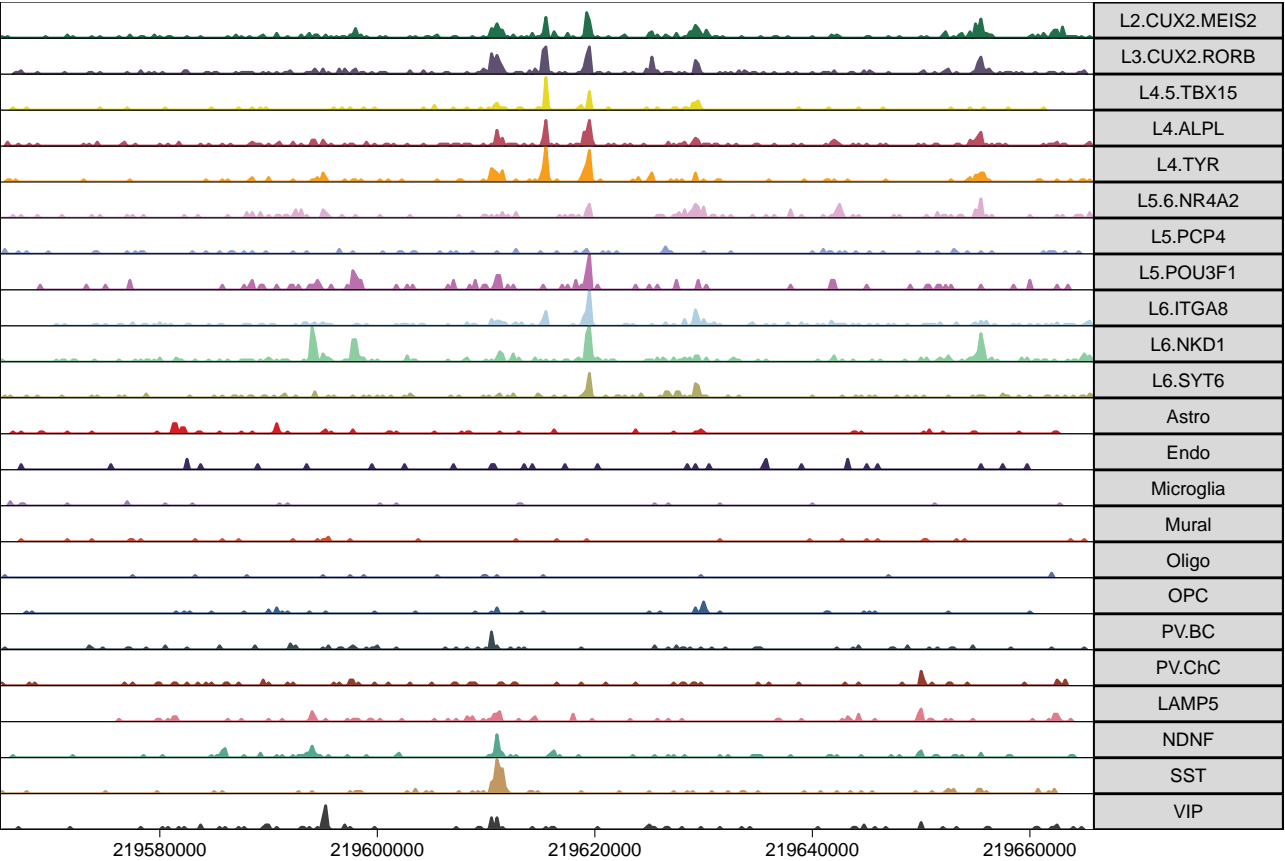 L2.CUX2.MEIS2
L3.CUX2.RORB
L4.5.TBX15
L4.ALPL
L4.TYR
L5.6.NR4A2
L5.PCP4
L5.POU3F1
L6.ITGA8
L6.NKD1
L6.SYT6
Astro
Endo
Microglia
Mural
Oligo
OPC
PV.BC
PV.ChC
LAMP5
NDNF
SST
VIP
219580000 219600000 219620000 219640000 219660000